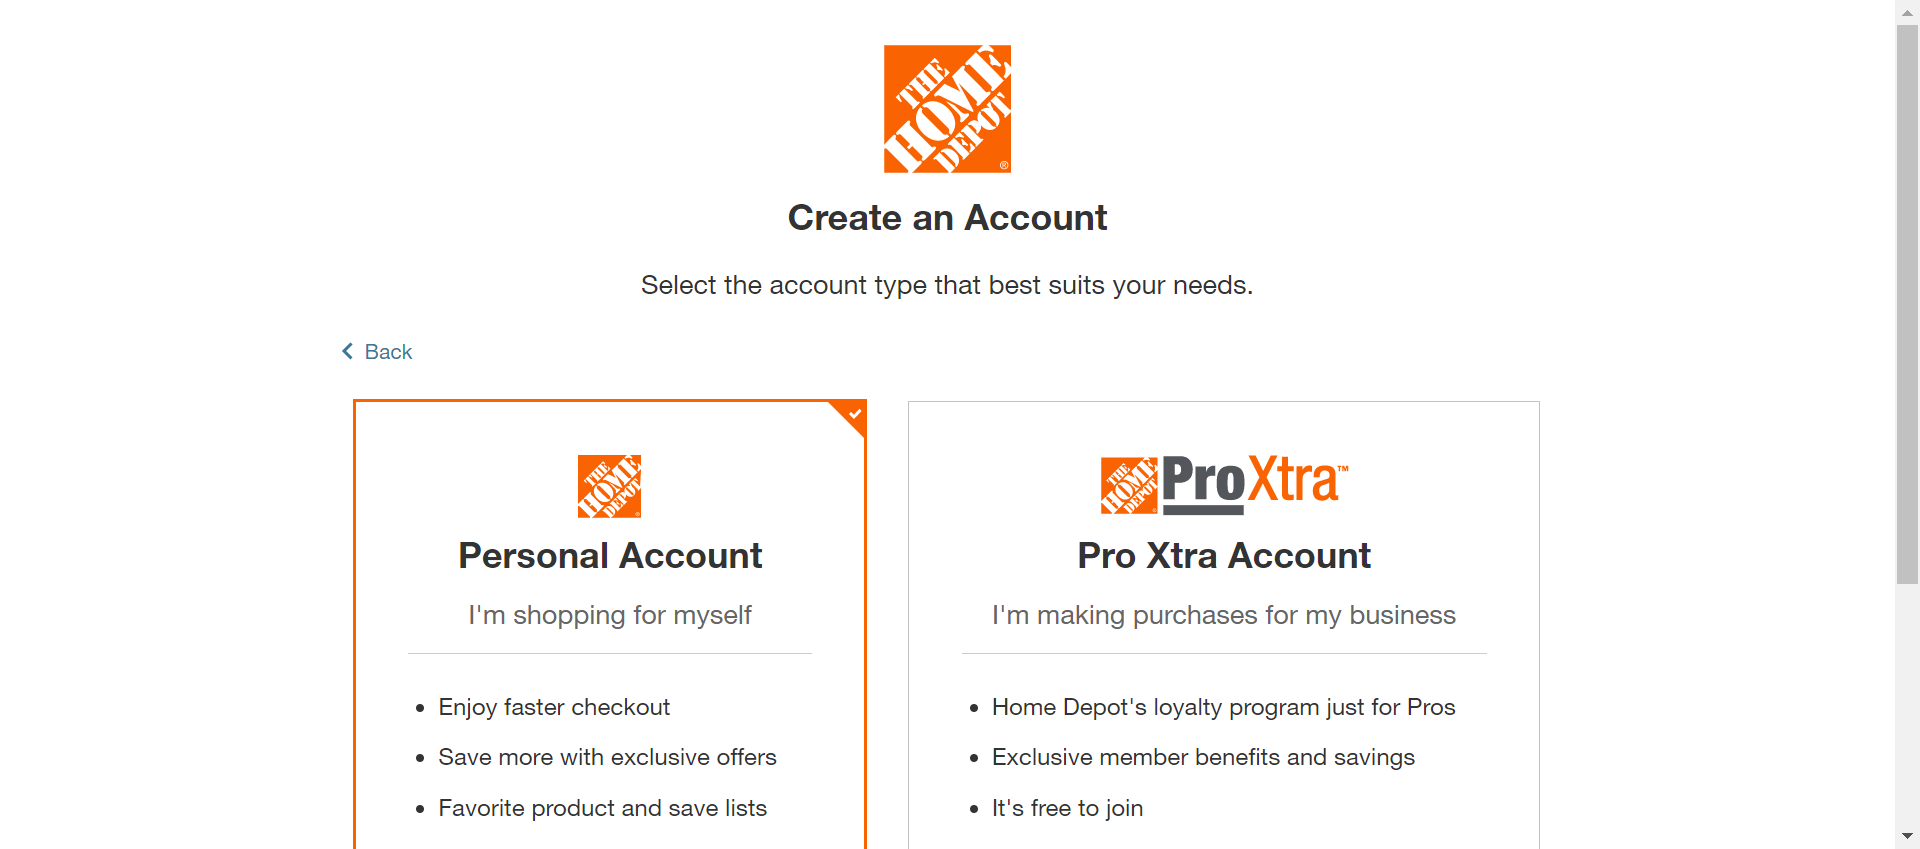 THE
HOME
DEPOT
®
Create an Account
Select the account type that best suits your needs.
Back
THE
HOME
DEPOT
Personal Account
I'm shopping for myself
Enjoy faster checkout
Save more with exclusive offers
Favorite product and save lists
THE
HOME
DEPOT
ProXtra™
Pro Xtra Account
I'm making purchases for my business
Home Depot's loyalty program just for Pros
Exclusive member benefits and savings
It's free to join